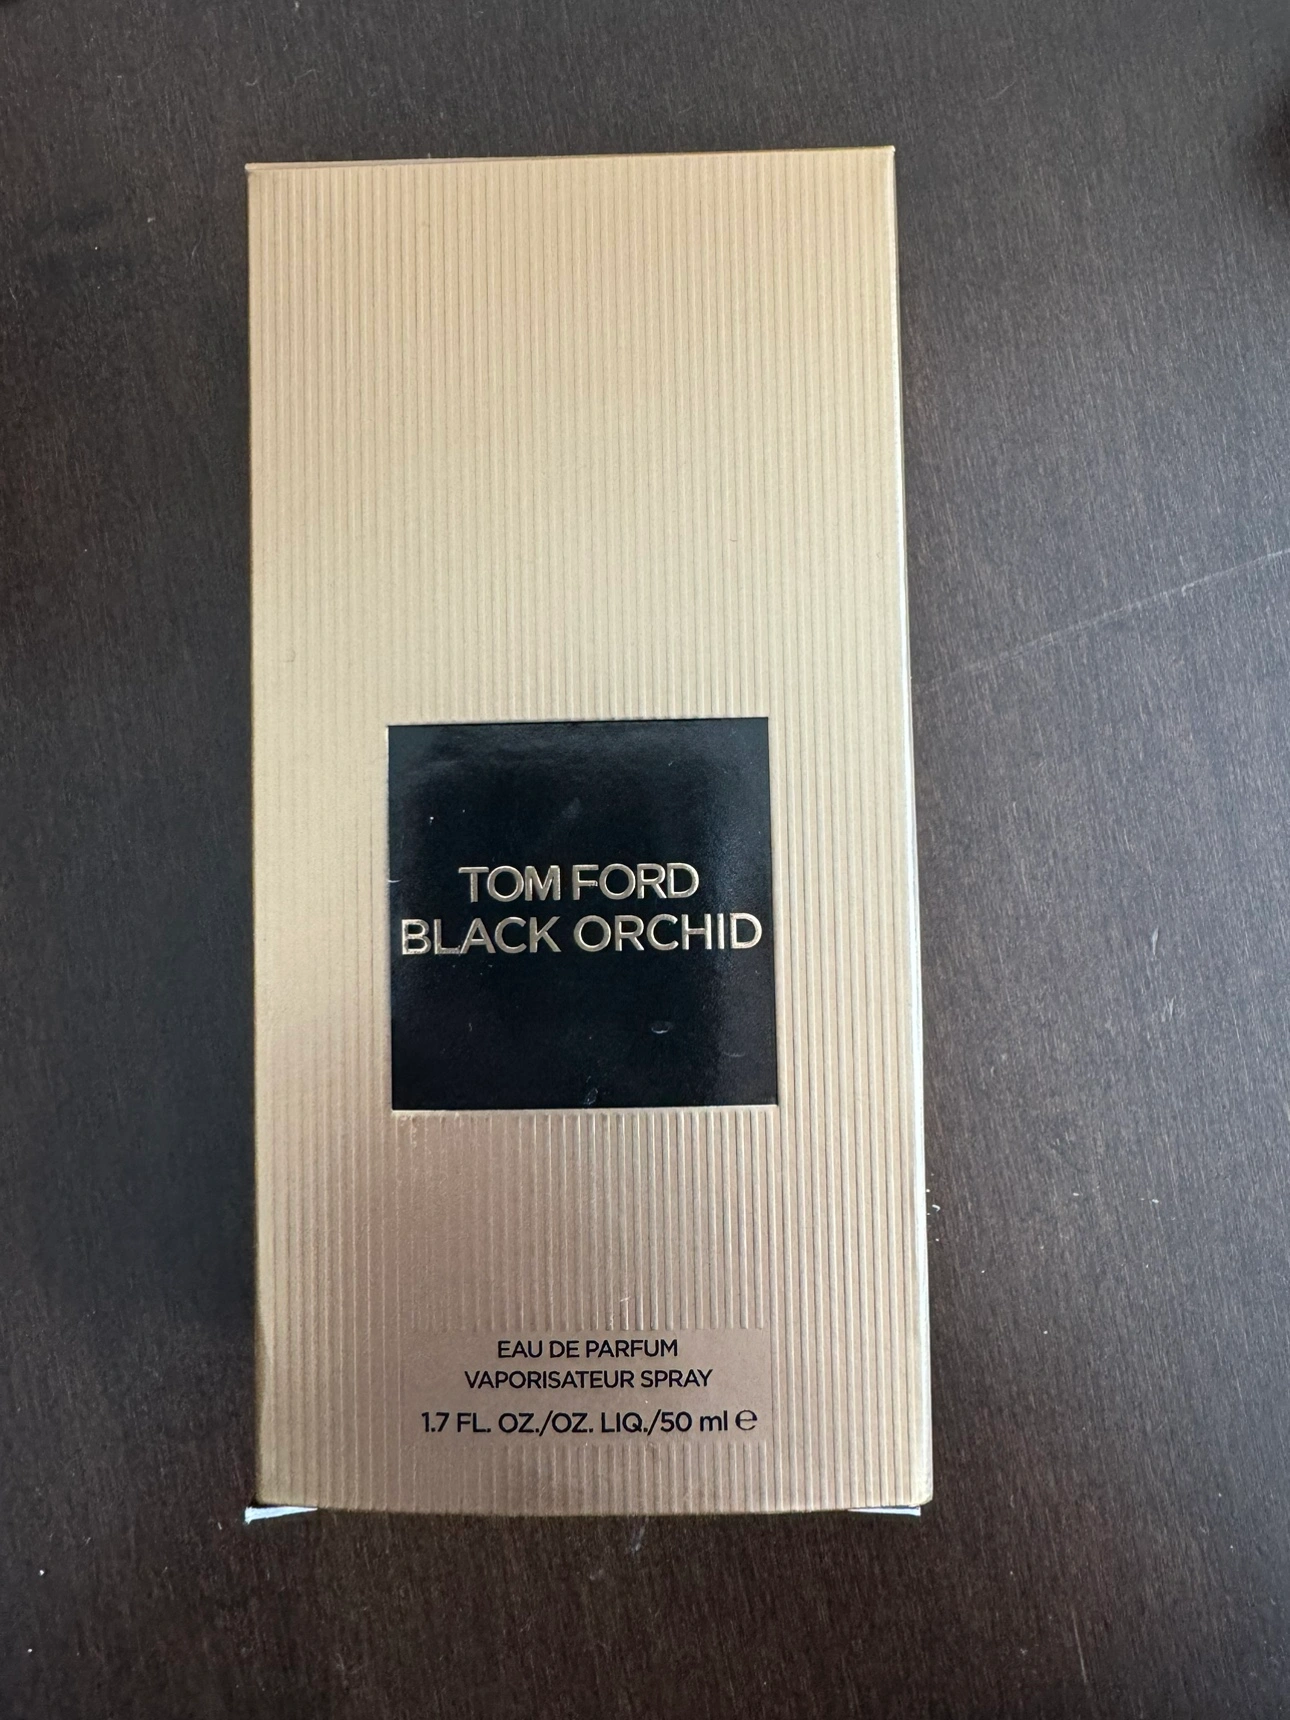 TOM FORD
BLACK ORCHID
EAU DE PARFUM
VAPORISATEUR SPRAY
1.7 FL. OZ./OZ. LIQ./50 ml ℮